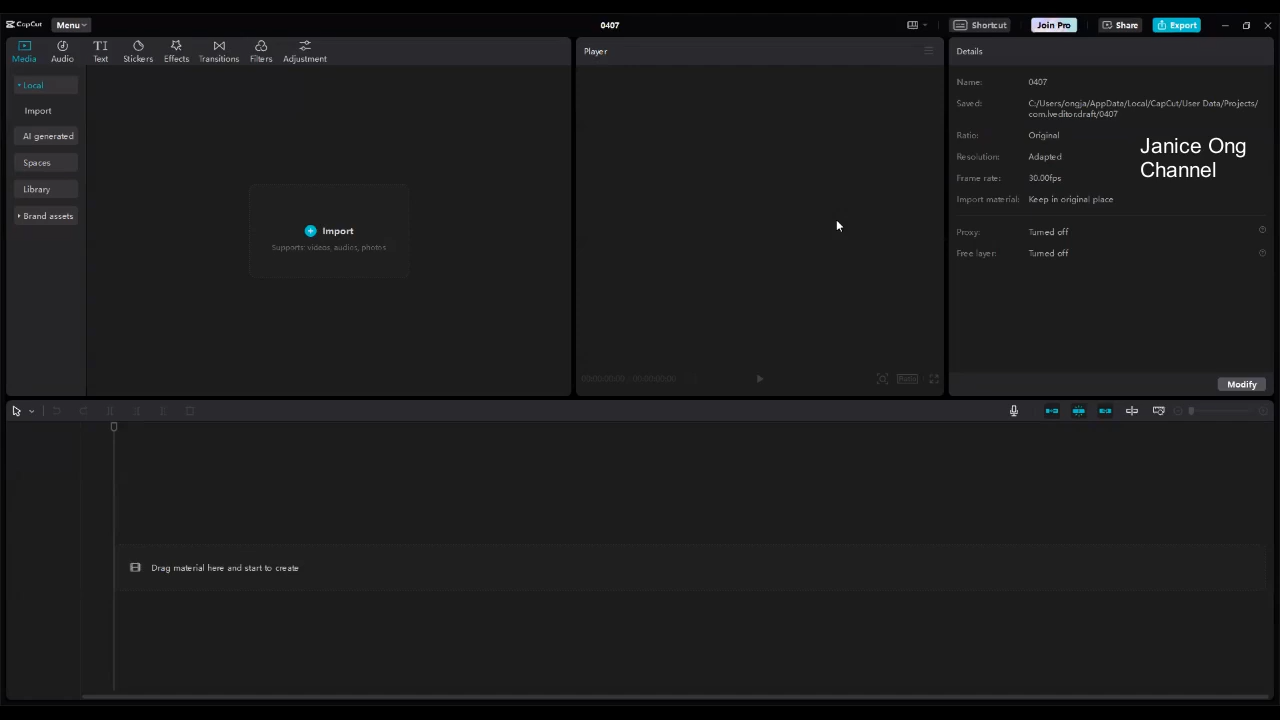 CapCut
Menu
0407
Shortcut
Join Pro
Share
Export
Media
Audio
TI
Text
Stickers
Effects
Transitions
Filters
Adjustment
Player
Details
Local
Import
AI generated
Spaces
Library
Brand assets
Import
Supports: videos, audios, photos
Name: 0407
Saved: C:/Users/ongja/AppData/Local/CapCut/User Data/Projects/
com.lveditor.draft/0407
Ratio: Original
Resolution: Adapted
Frame rate: 30.00fps
Import material: Keep in original place
Proxy: Turned off
Free layer: Turned off
Janice Ong
Channel
Ratio
Modify
Drag material here and start to create